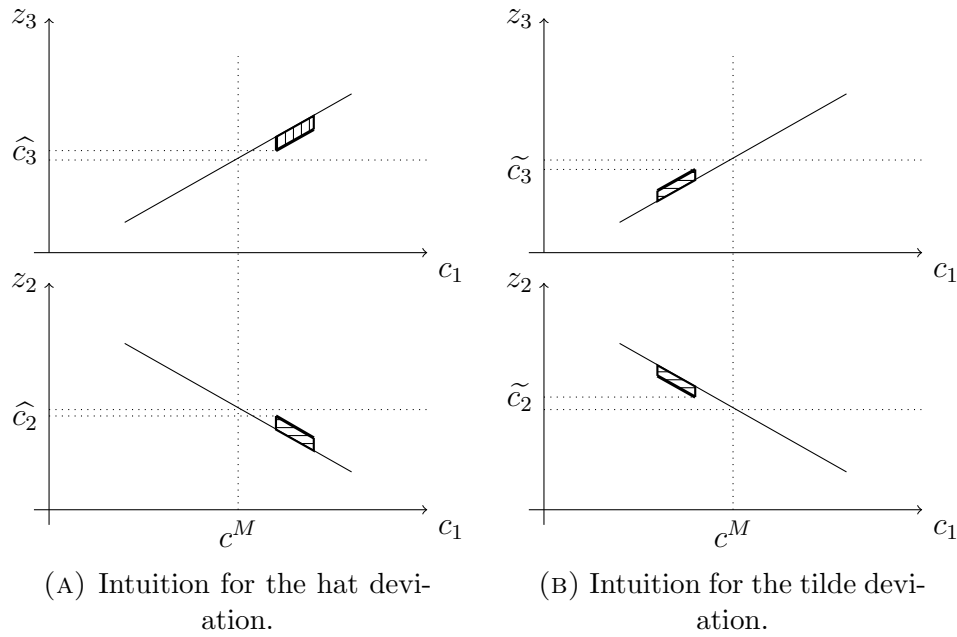 z₃
ĉ₃
c₁
z₂
ĉ₂
c^M
c₁
(A) Intuition for the hat devi-
ation.
z₃
c̃₃
c₁
z₂
c̃₂
c^M
c₁
(B) Intuition for the tilde devi-
ation.